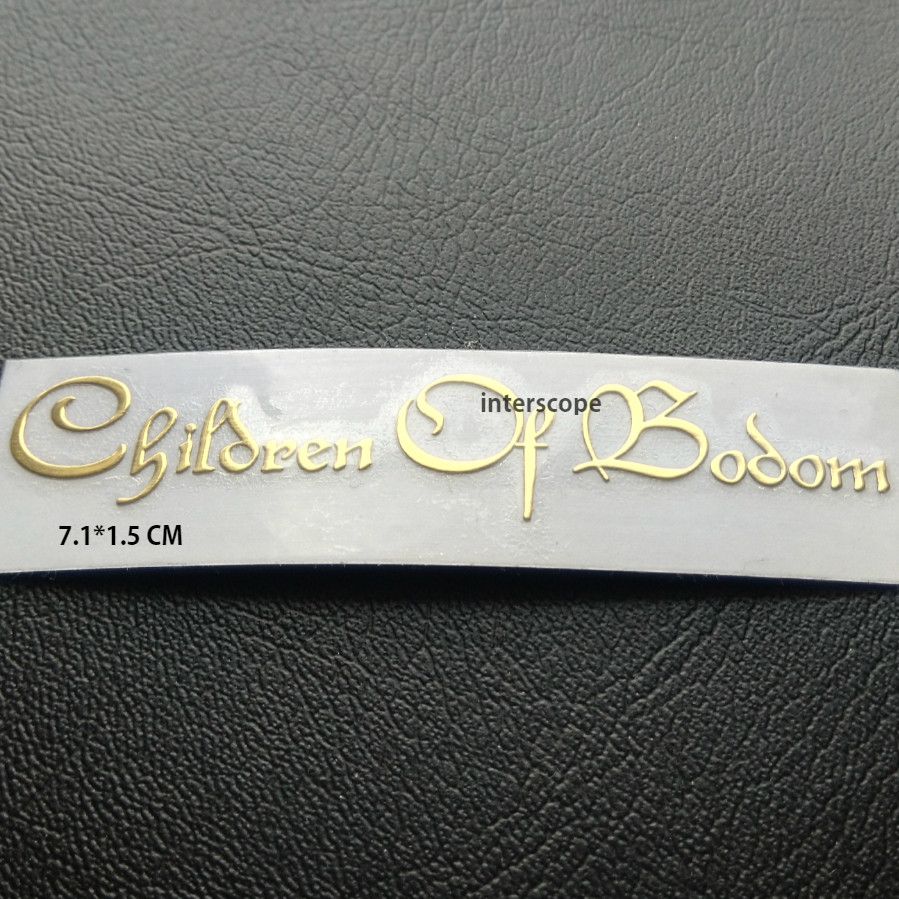 Children Of Bodom
interscope
7.1*1.5 CM